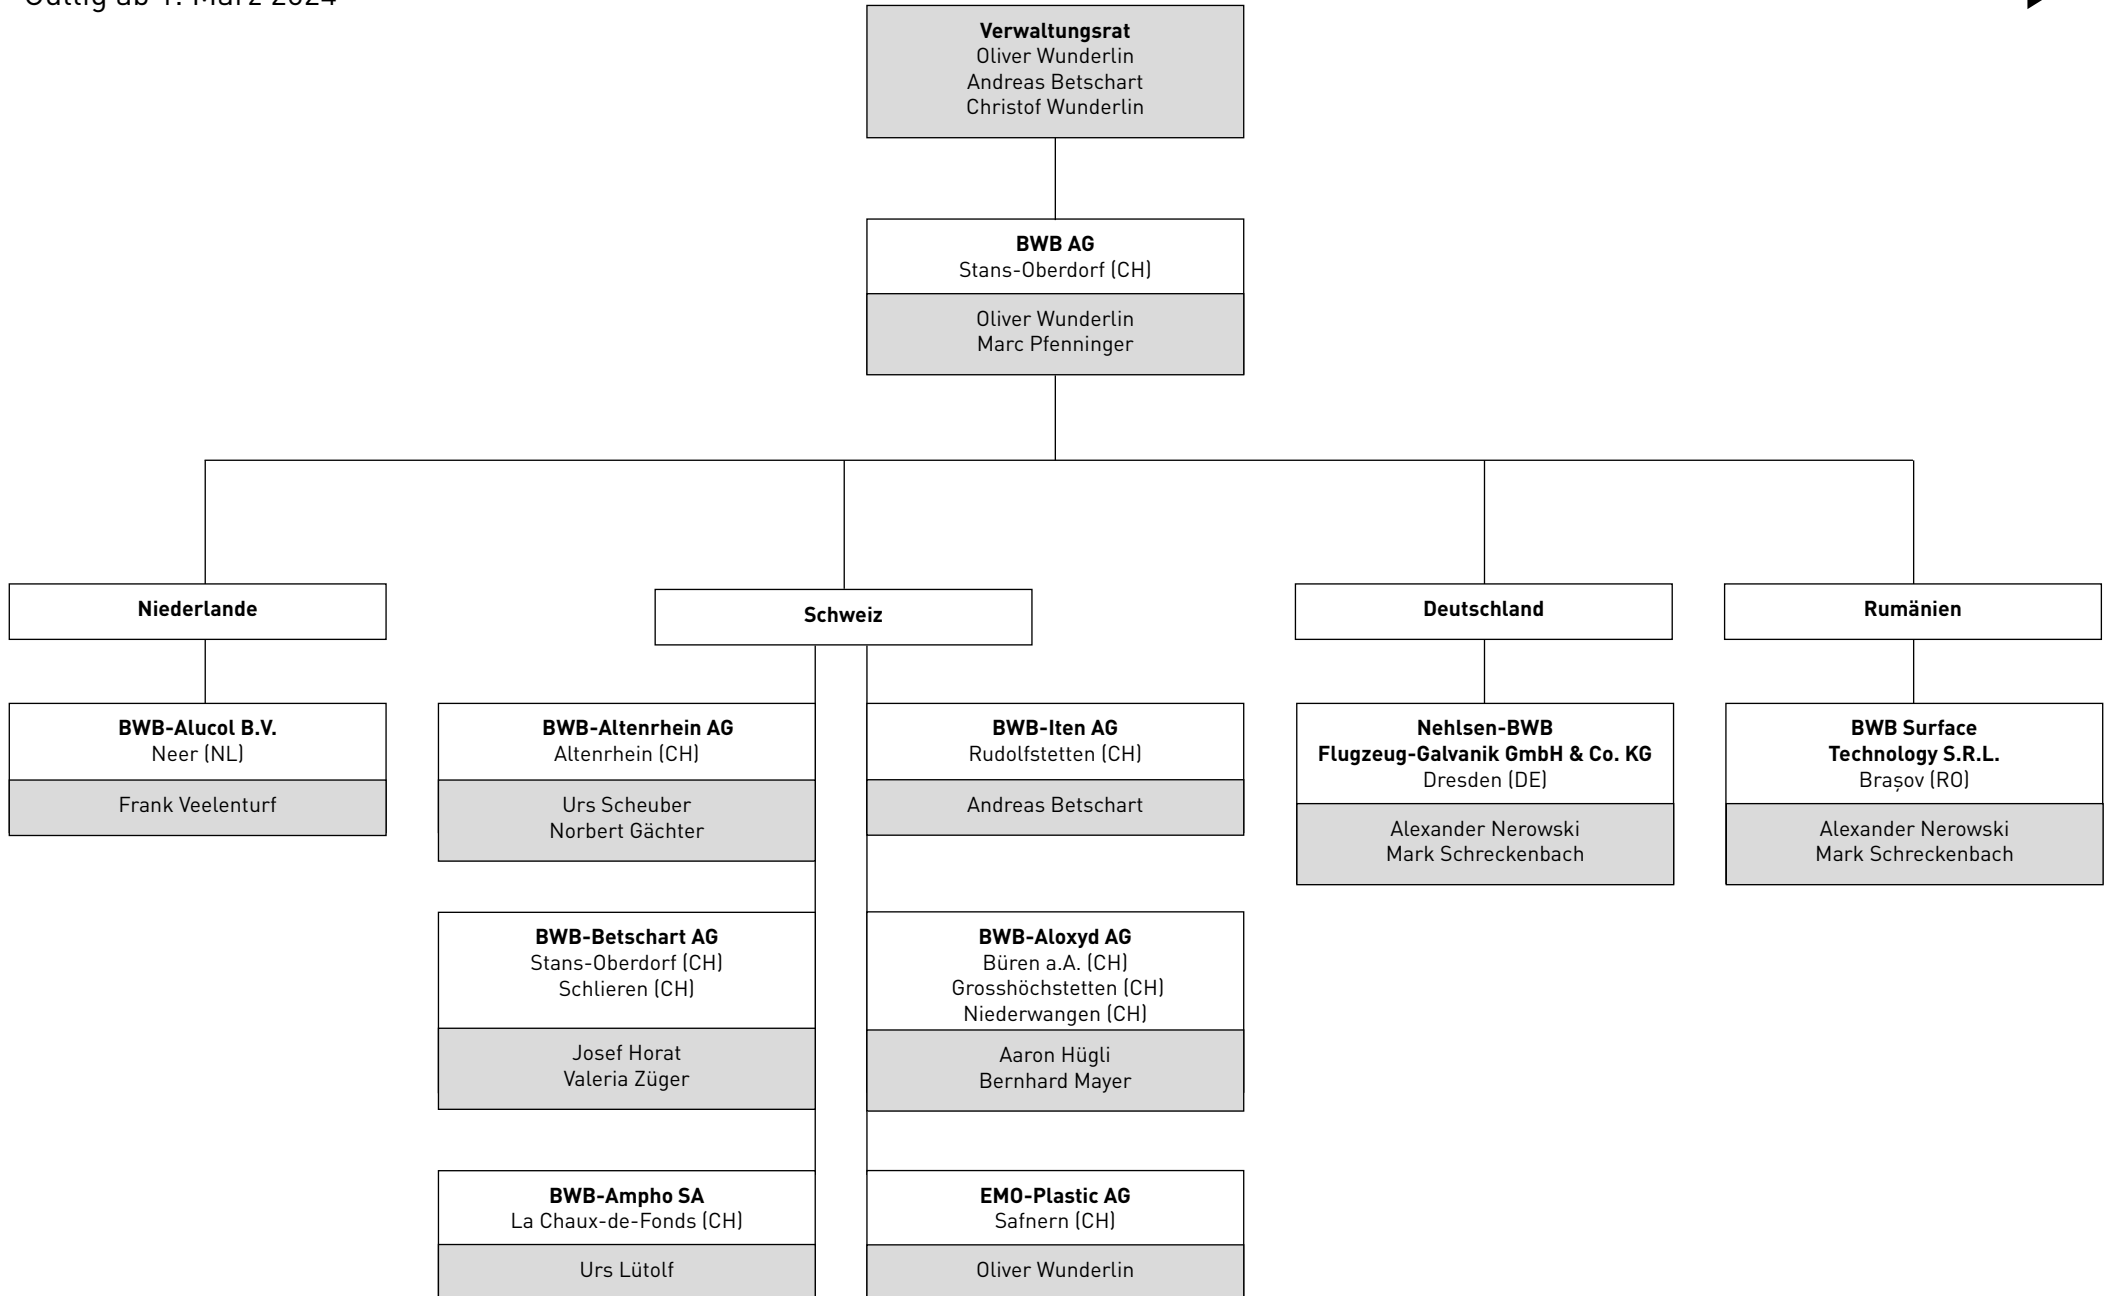 Gültig ab 1. März 2024
Verwaltungsrat
Oliver Wunderlin
Andreas Betschart
Christof Wunderlin
BWB AG
Stans-Oberdorf (CH)
Oliver Wunderlin
Marc Pfenninger
Niederlande
Schweiz
Deutschland
Rumänien
BWB-Alucol B.V.
Neer (NL)
Frank Veelenturf
BWB-Altenrhein AG
Altenrhein (CH)
Urs Scheuber
Norbert Gächter
BWB-Iten AG
Rudolfstetten (CH)
Andreas Betschart
Nehlsen-BWB
Flugzeug-Galvanik GmbH & Co. KG
Dresden (DE)
Alexander Nerowski
Mark Schreckenbach
BWB Surface
Technology S.R.L.
Brașov (RO)
Alexander Nerowski
Mark Schreckenbach
BWB-Betschart AG
Stans-Oberdorf (CH)
Schlieren (CH)
Josef Horat
Valeria Züger
BWB-Aloxyd AG
Büren a.A. (CH)
Grosshöchstetten (CH)
Niederwangen (CH)
Aaron Hügli
Bernhard Mayer
BWB-Ampho SA
La Chaux-de-Fonds (CH)
Urs Lütolf
EMO-Plastic AG
Safnern (CH)
Oliver Wunderlin